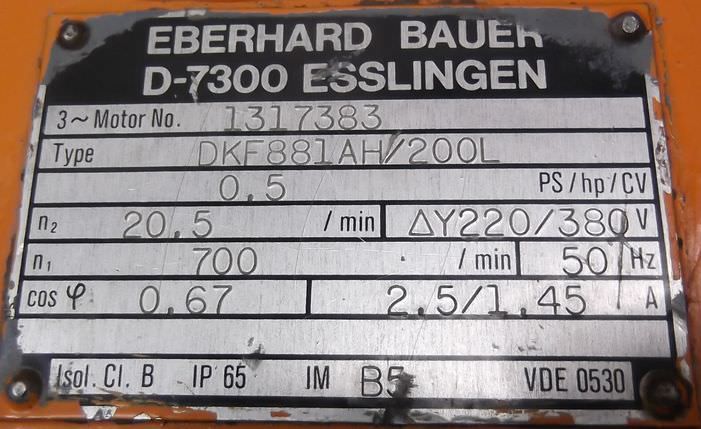 EBERHARD BAUER
D-7300 ESSLINGEN
3~ Motor No. 1317383
Type DKF881AH/200L
0.5 PS/hp/CV
n₂ 20.5 /min ΔY220/380 V
n₁ 700 /min 50 Hz
cos φ 0.67 2.5/1.45 A
Isol. Cl. B IP 65 IM B5 VDE 0530